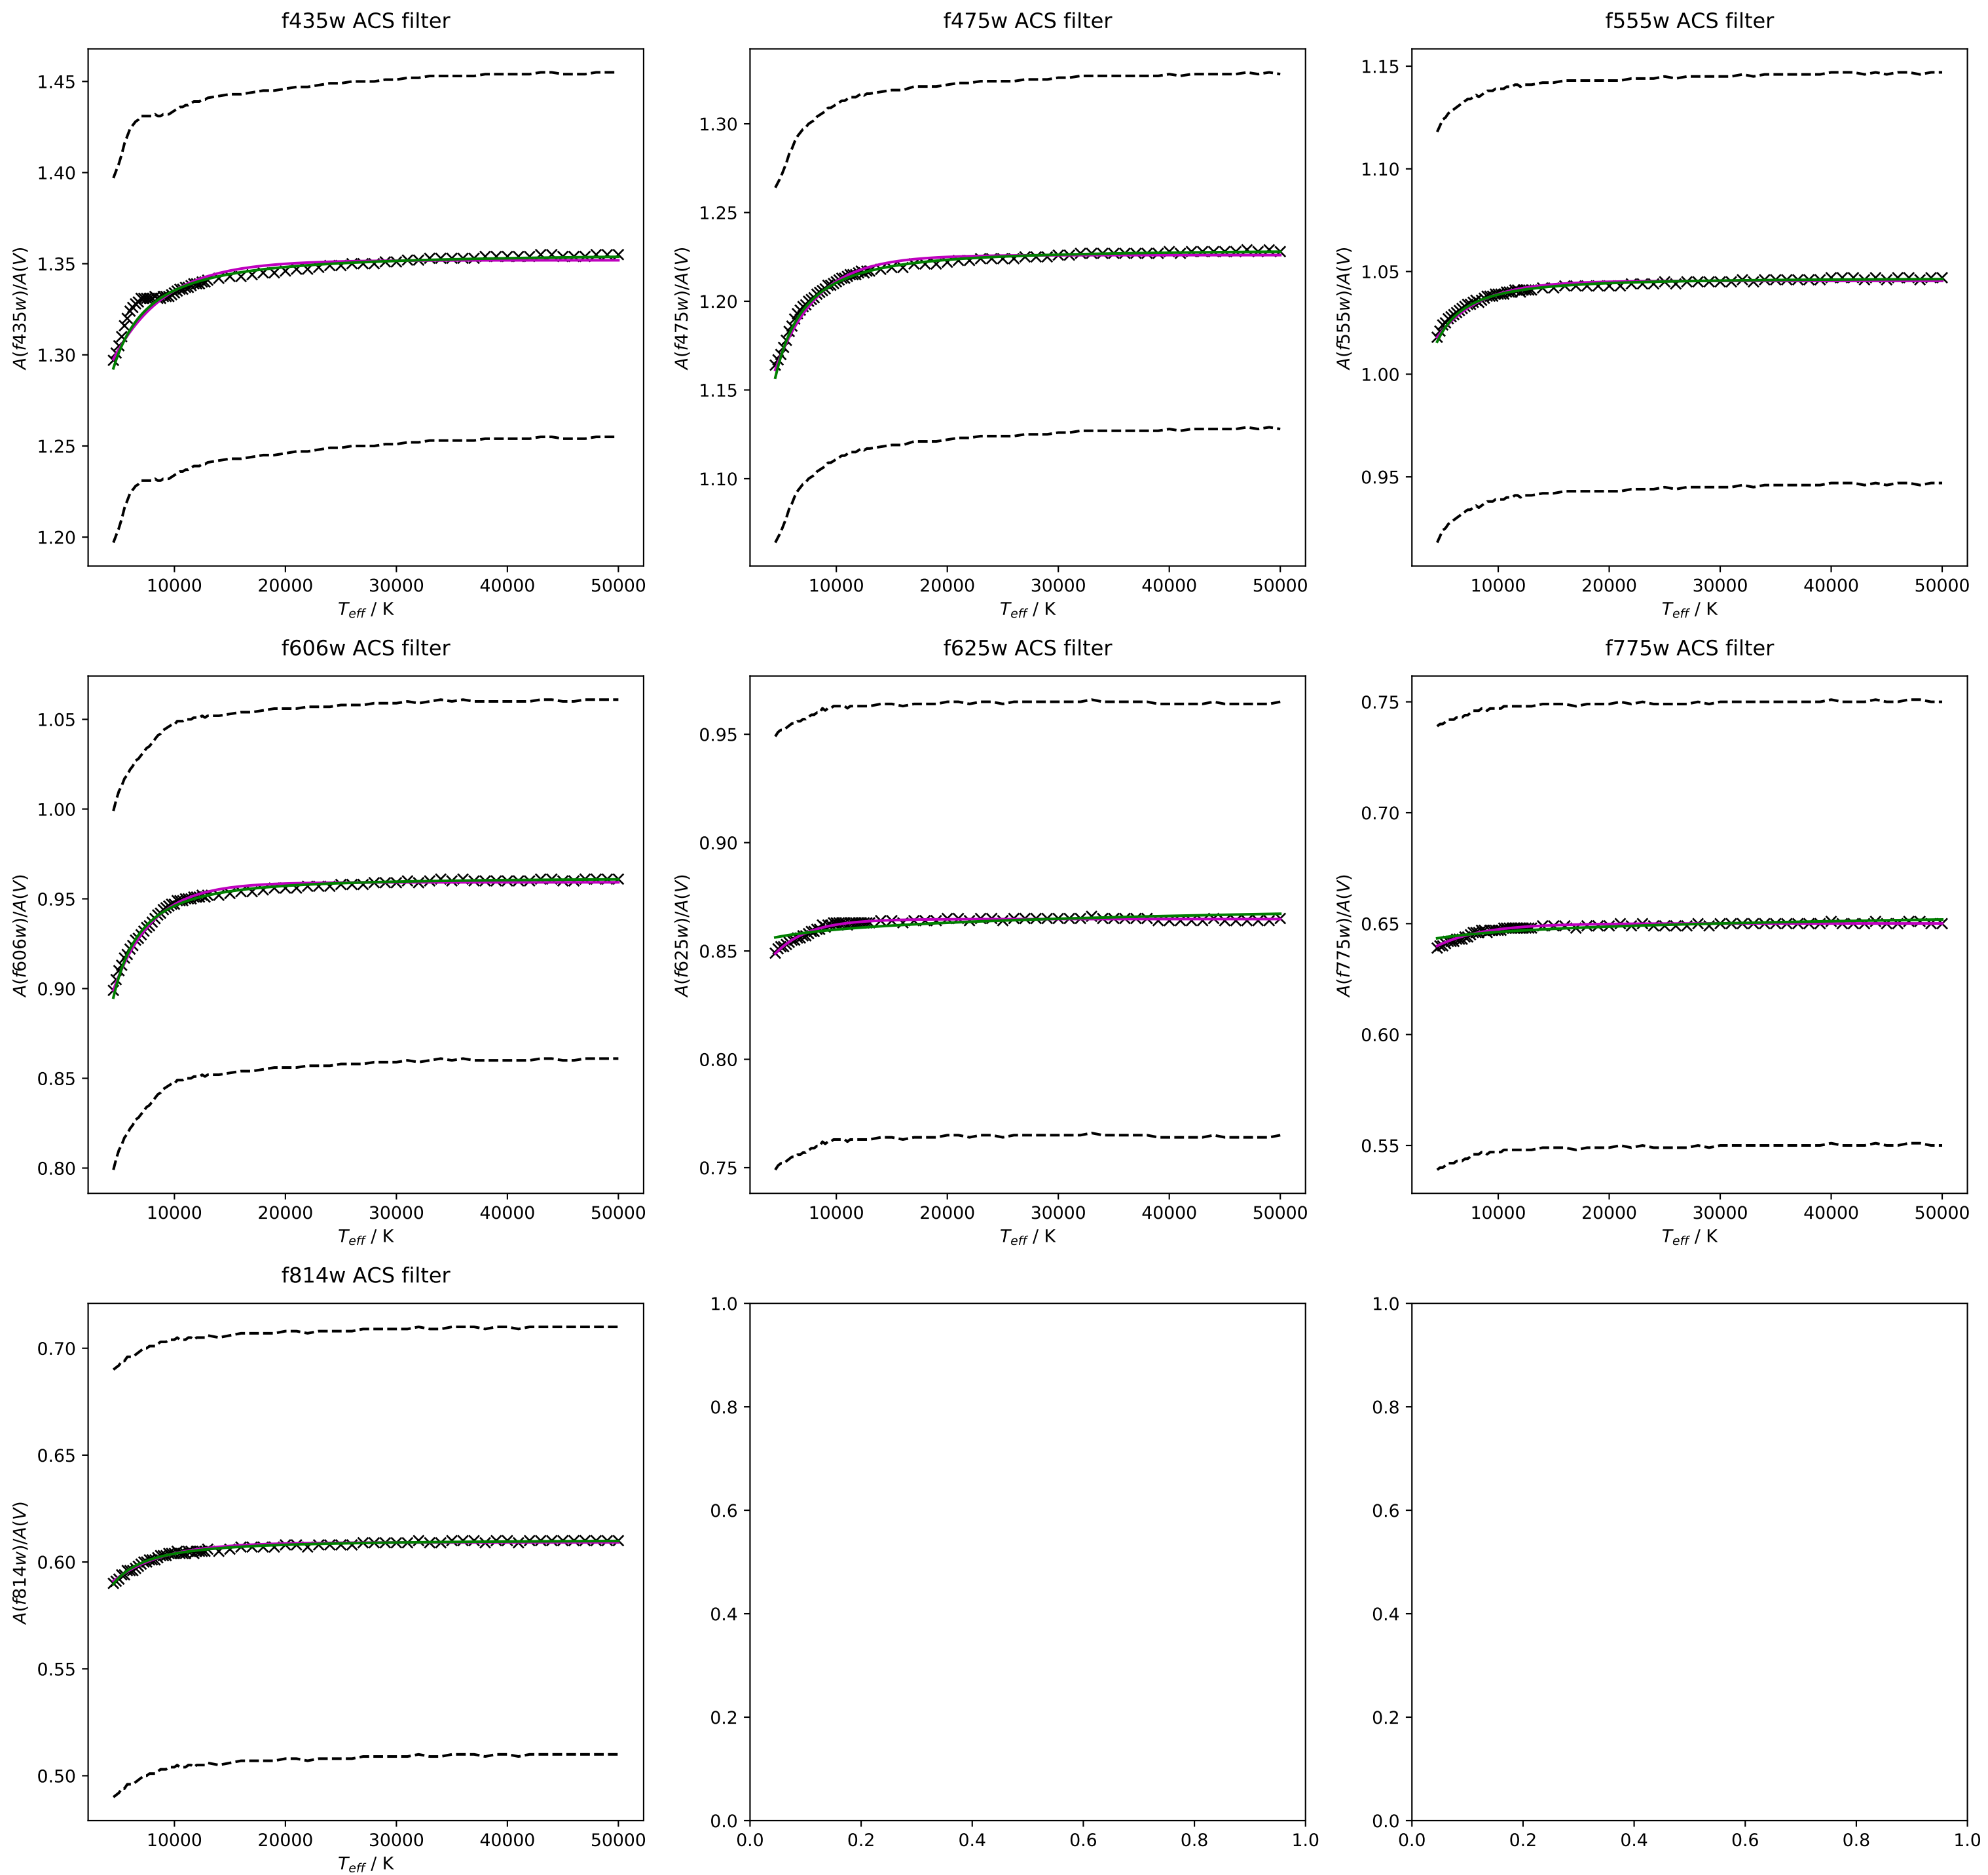 f435w ACS filter
f475w ACS filter
f555w ACS filter
1.45
1.40
1.35
1.30
1.25
1.20
A(f435w)/A(V)
10000 20000 30000 40000 50000
T_eff / K
1.30
1.25
1.20
1.15
1.10
A(f475w)/A(V)
10000 20000 30000 40000 50000
T_eff / K
1.15
1.10
1.05
1.00
0.95
A(f555w)/A(V)
10000 20000 30000 40000 50000
T_eff / K
f606w ACS filter
f625w ACS filter
f775w ACS filter
1.05
1.00
0.95
0.90
0.85
0.80
A(f606w)/A(V)
10000 20000 30000 40000 50000
T_eff / K
0.95
0.90
0.85
0.80
0.75
A(f625w)/A(V)
10000 20000 30000 40000 50000
T_eff / K
0.75
0.70
0.65
0.60
0.55
A(f775w)/A(V)
10000 20000 30000 40000 50000
T_eff / K
f814w ACS filter
0.70
0.65
0.60
0.55
0.50
A(f814w)/A(V)
10000 20000 30000 40000 50000
T_eff / K
1.0
0.8
0.6
0.4
0.2
0.0
0.0 0.2 0.4 0.6 0.8 1.0
1.0
0.8
0.6
0.4
0.2
0.0
0.0 0.2 0.4 0.6 0.8 1.0